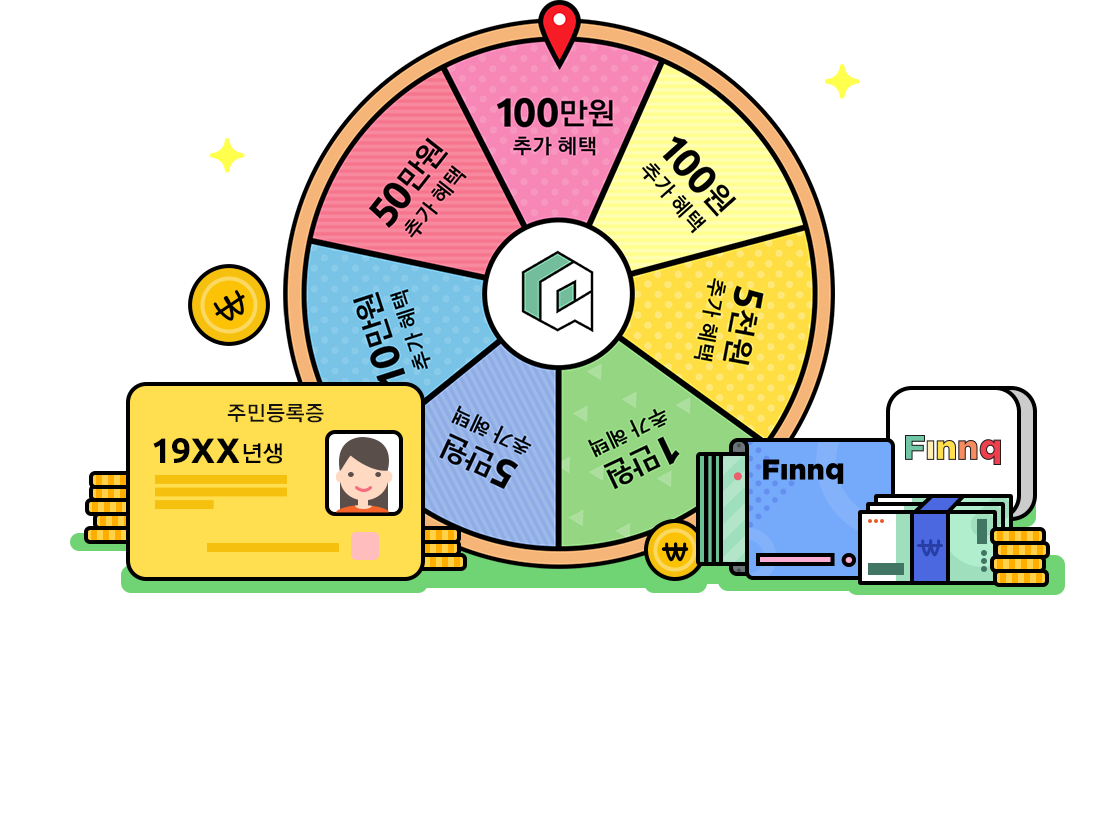 100만원
추가 혜택
100원
추가 혜택
5천원
추가 혜택
1만원
추가 혜택
5만원
추가 혜택
10만원
추가 혜택
50만원
추가 혜택
주민등록증
19XX년생
Finnq
Finnq